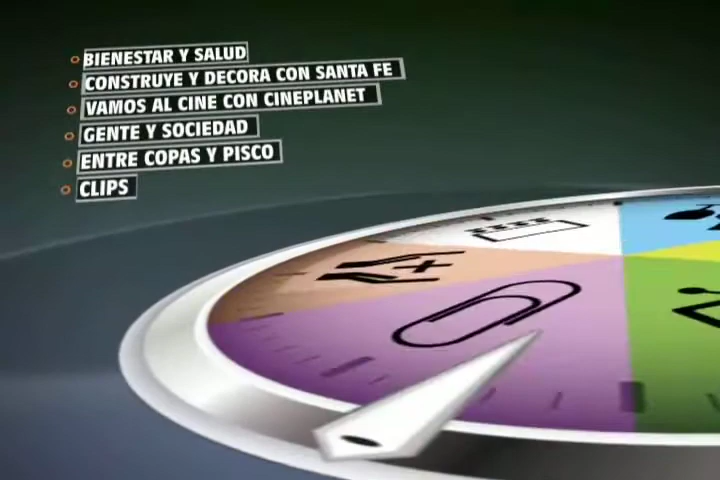 BIENESTAR Y SALUD
CONSTRUYE Y DECORA CON SANTA FE
VAMOS AL CINE CON CINEPLANET
GENTE Y SOCIEDAD
ENTRE COPAS Y PISCO
CLIPS